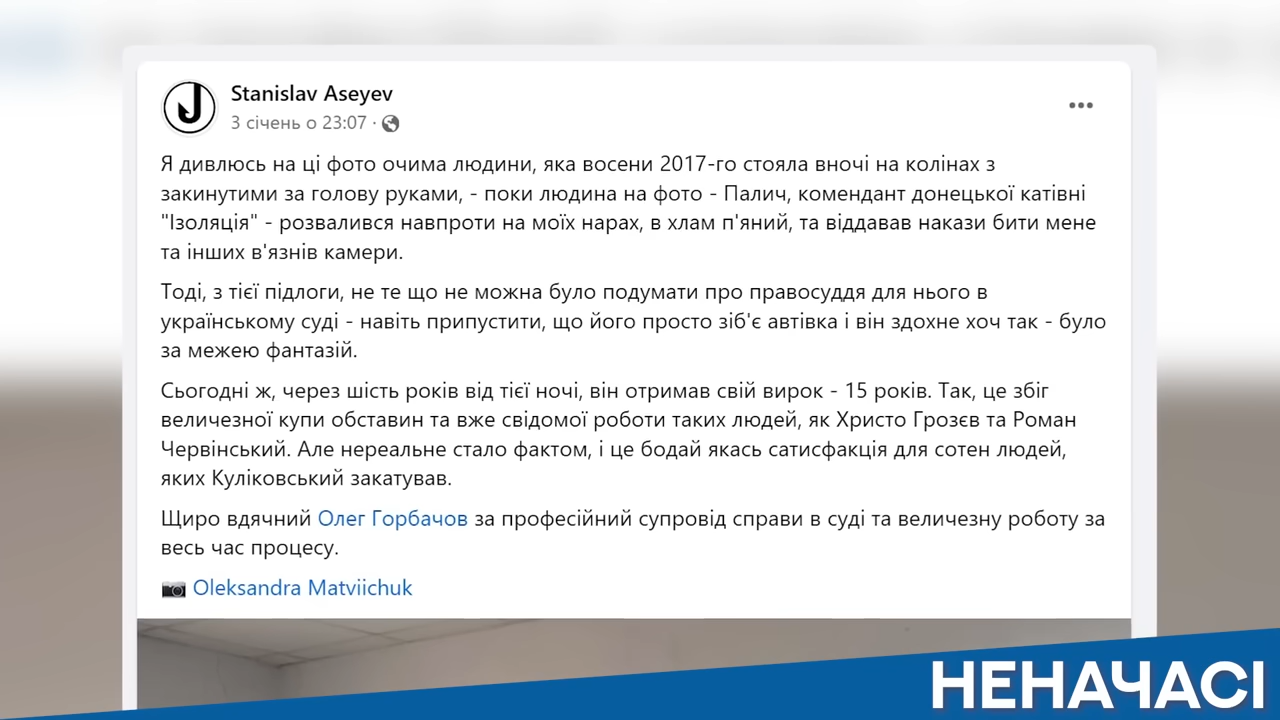 Stanislav Aseyev
3 січень о 23:07 ·
Я дивлюсь на ці фото очима людини, яка восени 2017-го стояла вночі на колінах з
закинутими за голову руками, - поки людина на фото - Палич, комендант донецької катівні
"Ізоляція" - розвалився навпроти на моїх нарах, в хлам п'яний, та віддавав накази бити мене
та інших в'язнів камери.
Тоді, з тієї підлоги, не те що не можна було подумати про правосуддя для нього в
українському суді - навіть припустити, що його просто зіб'є автівка і він здохне хоч так - було
за межею фантазій.
Сьогодні ж, через шість років від тієї ночі, він отримав свій вирок - 15 років. Так, це збіг
величезної купи обставин та вже свідомої роботи таких людей, як Христо Грозєв та Роман
Червінський. Але нереальне стало фактом, і це бодай якась сатисфакція для сотен людей,
яких Куліковський закатував.
Щиро вдячний Олег Горбачов за професійний супровід справи в суді та величезну роботу за
весь час процесу.
Oleksandra Matviichuk
НЕНАЧАСІ